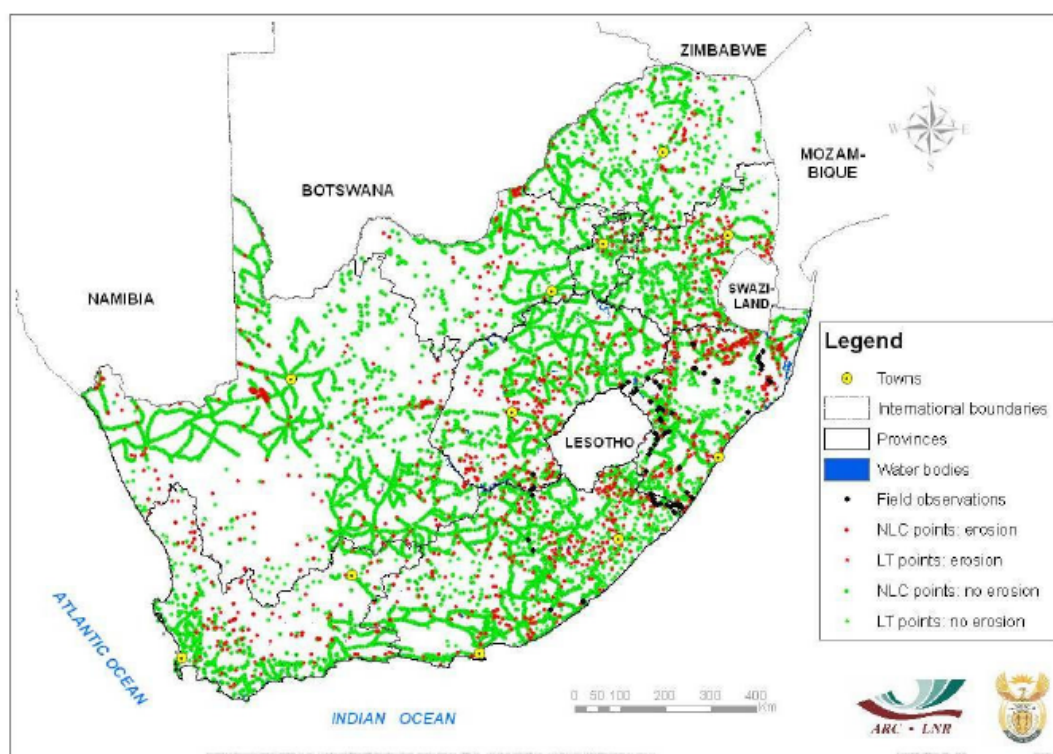 ZIMBABWE
N
W
E
S
MOZAM-
BIQUE
BOTSWANA
NAMIBIA
SWAZI-
LAND
LESOTHO
Legend
Towns
International boundaries
Provinces
Water bodies
Field observations
NLC points: erosion
LT points: erosion
NLC points: no erosion
LT points: no erosion
ATLANTIC OCEAN
INDIAN OCEAN
0 50 100 200 300 400
Km
ARC • LNR